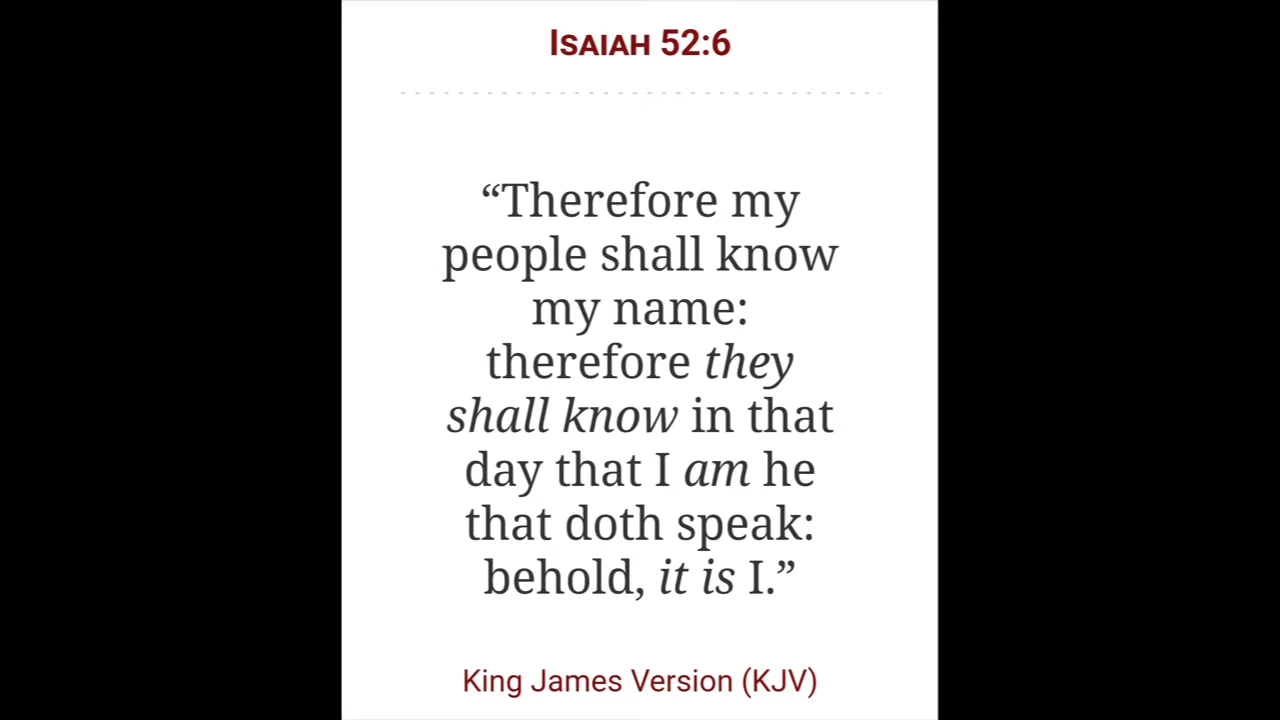 Isaiah 52:6
“Therefore my
people shall know
my name:
therefore they
shall know in that
day that I am he
that doth speak:
behold, it is I.”
King James Version (KJV)